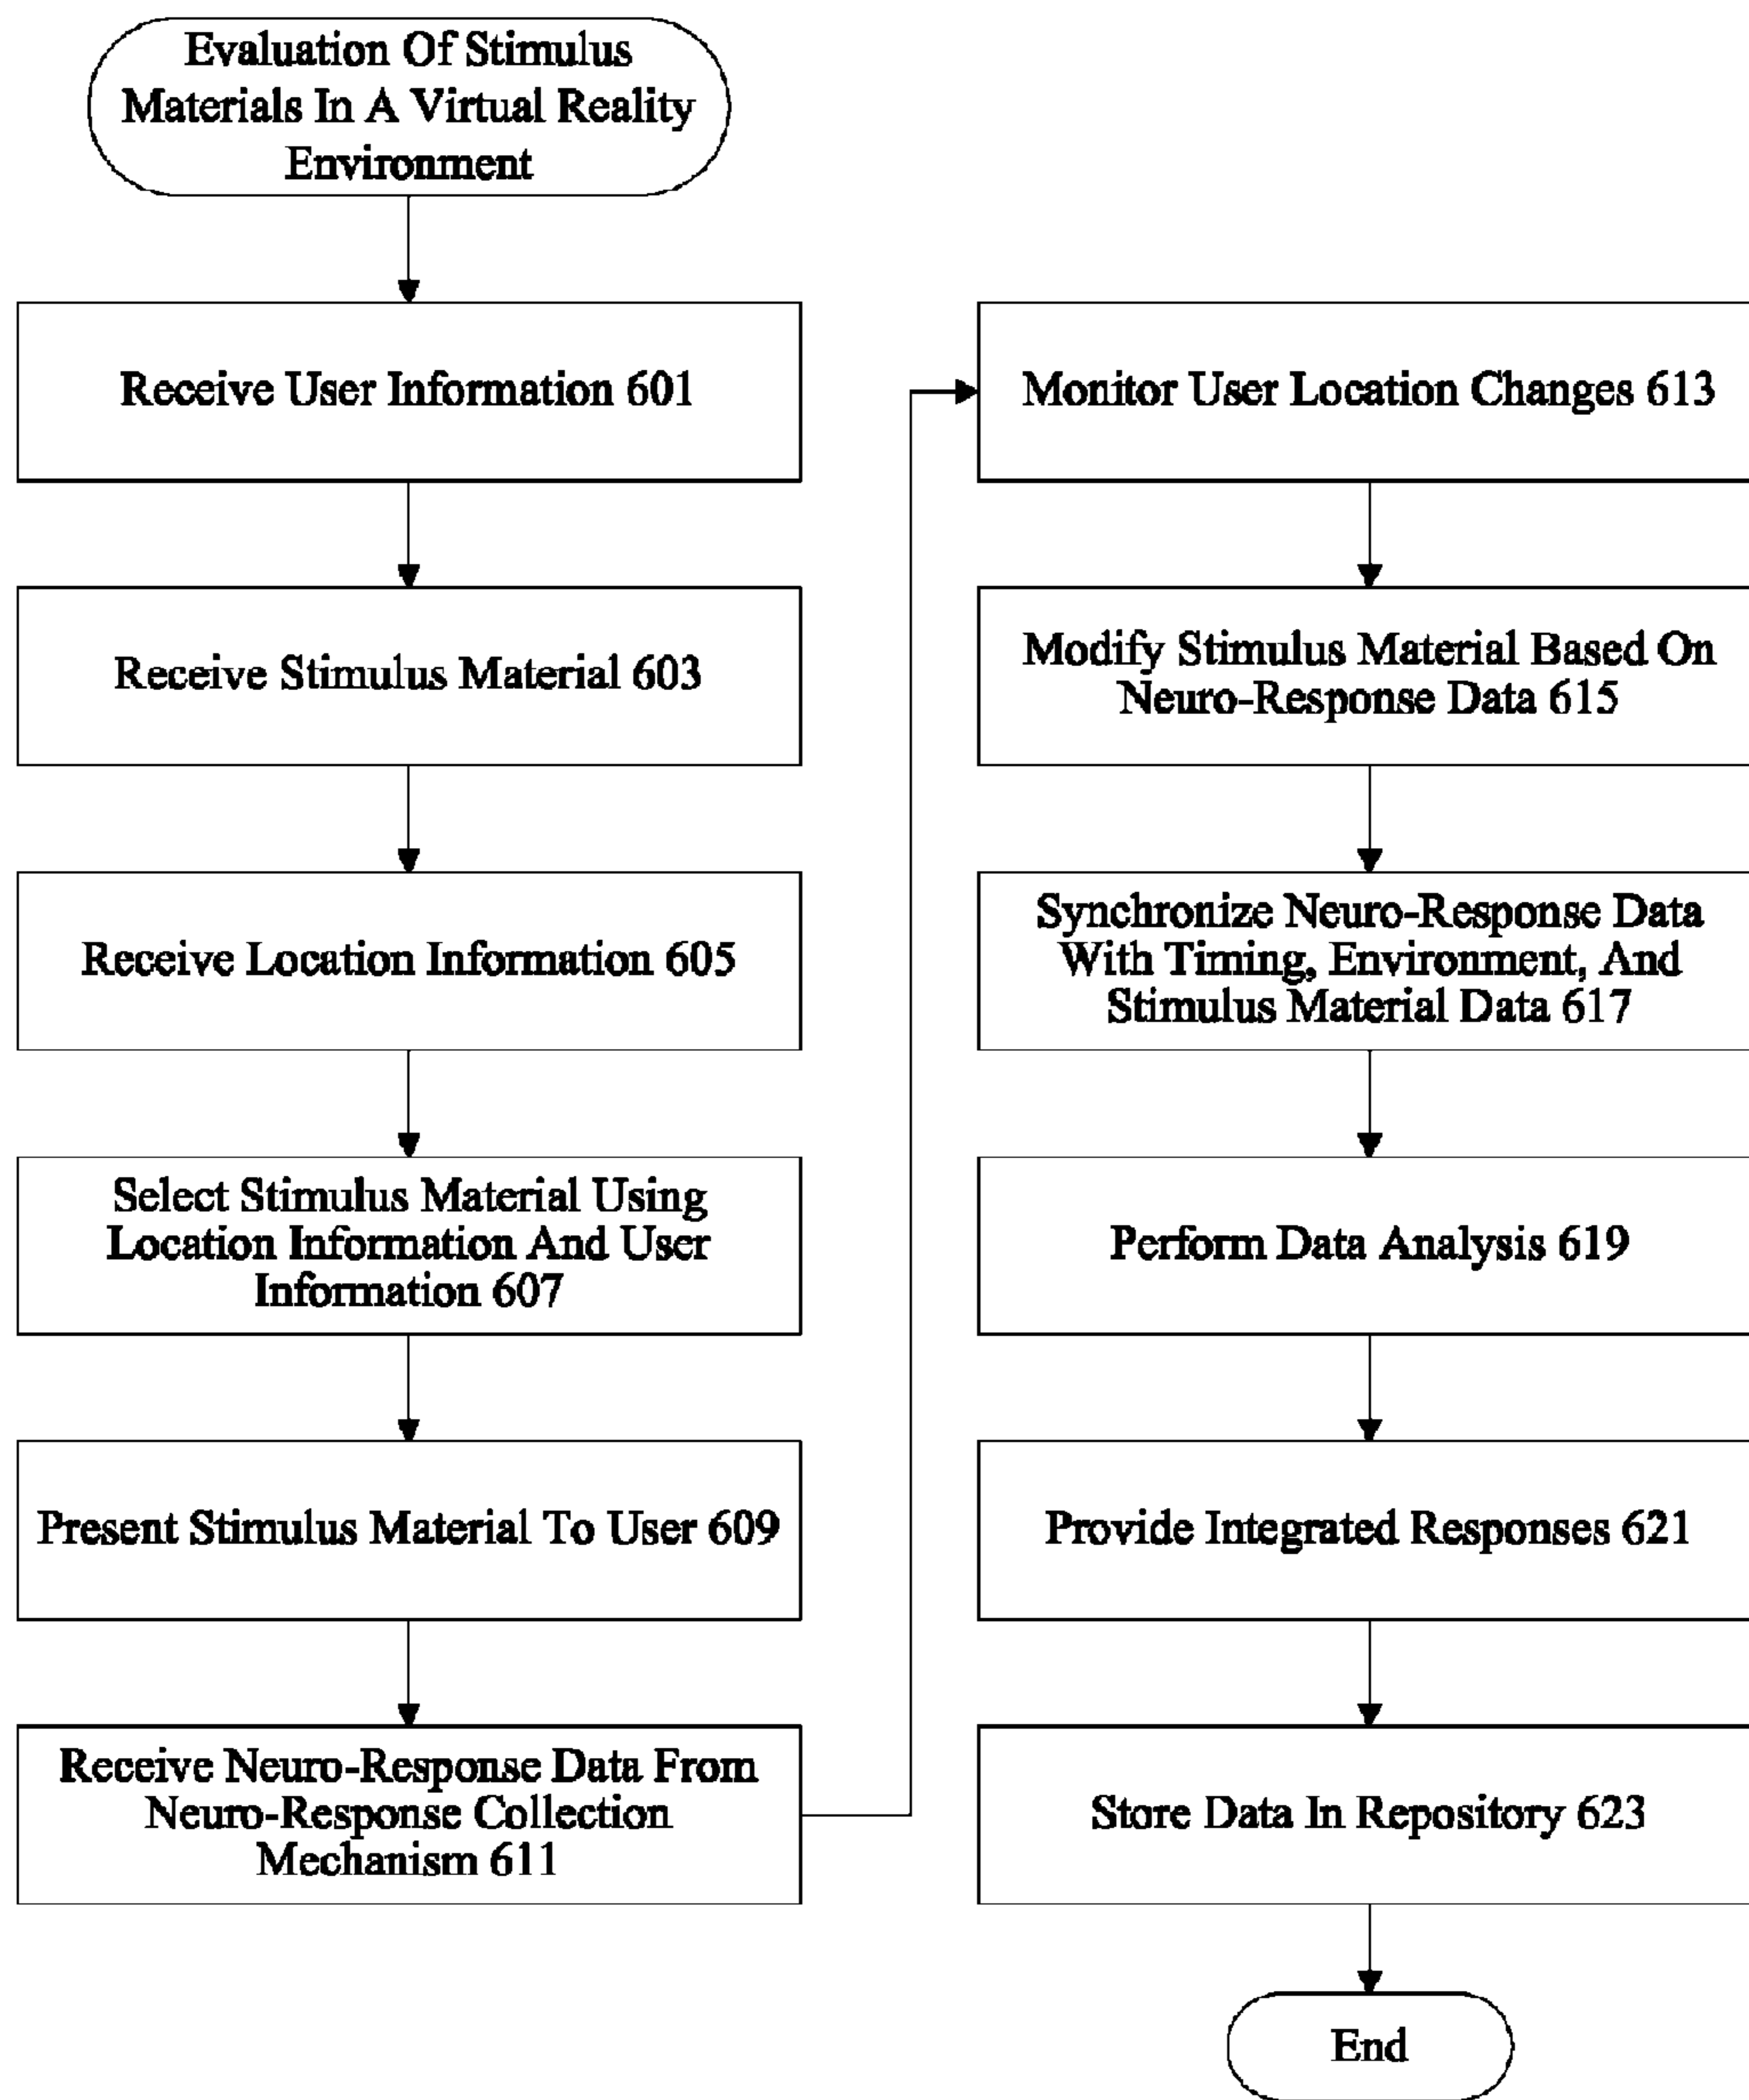 Evaluation Of Stimulus
Materials In A Virtual Reality
Environment
Receive User Information 601
Receive Stimulus Material 603
Receive Location Information 605
Select Stimulus Material Using
Location Information And User
Information 607
Present Stimulus Material To User 609
Receive Neuro-Response Data From
Neuro-Response Collection
Mechanism 611
Monitor User Location Changes 613
Modify Stimulus Material Based On
Neuro-Response Data 615
Synchronize Neuro-Response Data
With Timing, Environment, And
Stimulus Material Data 617
Perform Data Analysis 619
Provide Integrated Responses 621
Store Data In Repository 623
End